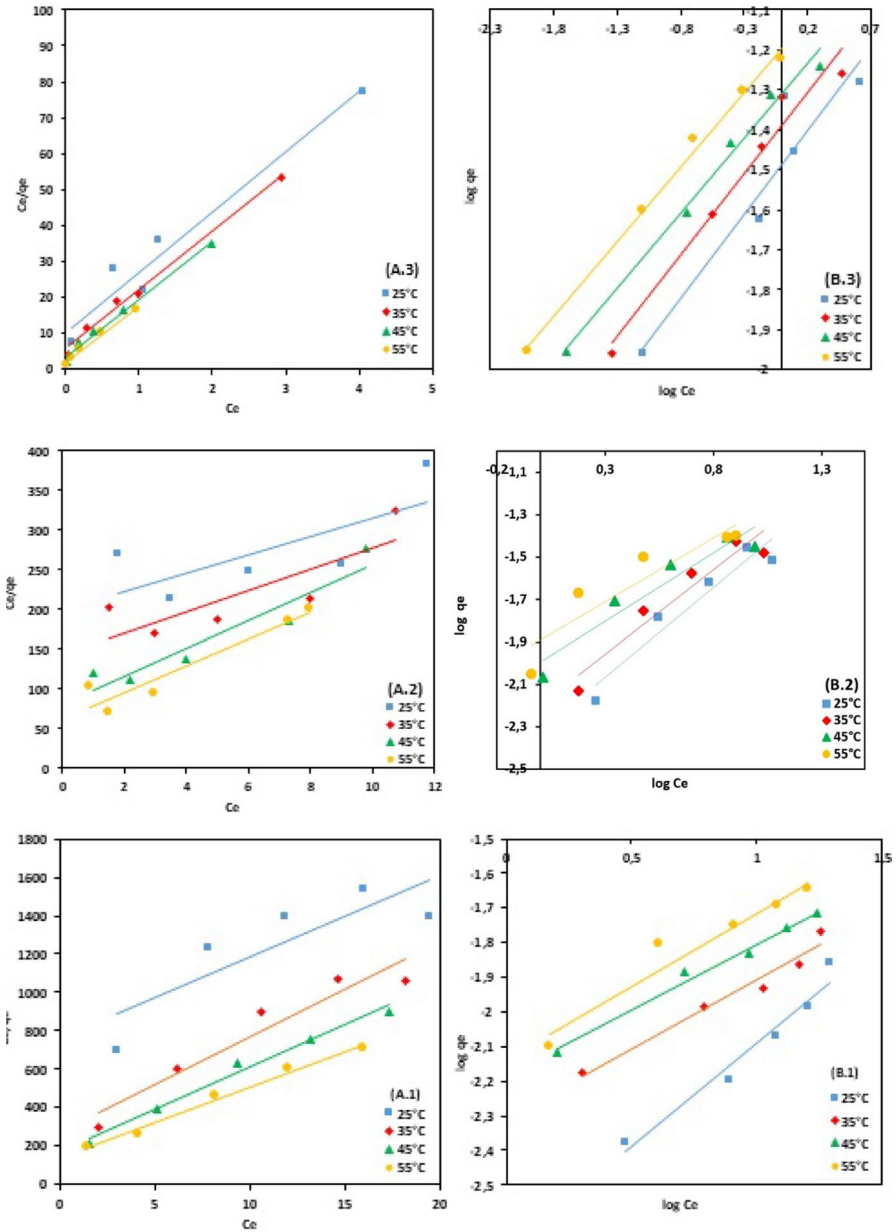 100
90
80
70
60
50
40
30
20
10
0
Ce/qe
0 1 2 3 4 5
Ce
(A.3)
25°C
35°C
45°C
55°C
-2,3 -1,8 -1,3 -0,8 -0,3 0,2 0,7
-1,1
-1,2
-1,3
-1,4
-1,5
-1,6
-1,7
-1,8
-1,9
-2
log qe
log Ce
(B.3)
25°C
35°C
45°C
55°C
400
350
300
250
200
150
100
50
0
Ce/qe
0 2 4 6 8 10 12
Ce
(A.2)
25°C
35°C
45°C
55°C
-0,2 0,3 0,8 1,3
-1,1
-1,3
-1,5
-1,7
-1,9
-2,1
-2,3
-2,5
log qe
log Ce
(B.2)
25°C
35°C
45°C
55°C
1800
1600
1400
1200
1000
800
600
400
200
0
0 5 10 15 20
Ce
(A.1)
25°C
35°C
45°C
55°C
0 0,5 1 1,5
-1,5
-1,6
-1,7
-1,8
-1,9
-2
-2,1
-2,2
-2,3
-2,4
-2,5
log qe
log Ce
(B.1)
25°C
35°C
45°C
55°C